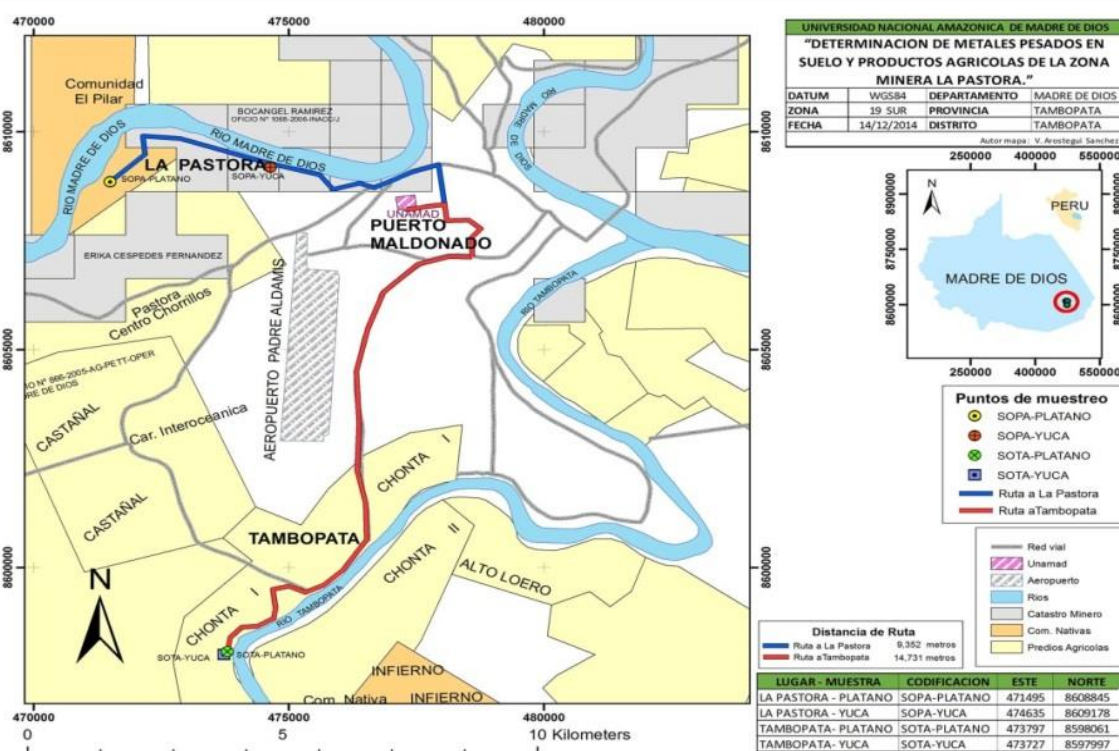 470000 475000 480000
8610000
8605000
8600000
Comunidad
El Pilar
BOCANGEL RAMIREZ
RIO MADRE DE DIOS
RIO MADRE DE DIOS
RIO MADRE DE DIOS
LA PASTORA
SOPA-PLATANO
SOPA-YUCA
UNAMAD
PUERTO
MALDONADO
ERIKA CESPEDES FERNANDEZ
Pastora
Centro Chorrillos
AEROPUERTO PADRE ALDAMIS
RIO TAMBOPATA
IO Nº 866-2005-AG-PETT-OPER
RE DE DIOS
CASTAÑAL
Car. Interoceanica
CASTAÑAL
CHONTA I
TAMBOPATA
CHONTA II
ALTO LOERO
N
CHONTA I
RIO TAMBOPATA
SOTA-YUCA
SOTA-PLATANO
INFIERNO
Com. Nativa INFIERNO
8610000
8605000
8600000
470000 475000 480000
0 5 10 Kilometers
UNIVERSIDAD NACIONAL AMAZONICA DE MADRE DE DIOS
"DETERMINACION DE METALES PESADOS EN
SUELO Y PRODUCTOS AGRICOLAS DE LA ZONA
MINERA LA PASTORA."
DATUM WGS84 DEPARTAMENTO MADRE DE DIOS
ZONA 19 SUR PROVINCIA TAMBOPATA
FECHA 14/12/2014 DISTRITO TAMBOPATA
Autor mapa: V. Arostegui Sanchez
250000 400000 550000
8900000
8750000
8600000
N
PERU
MADRE DE DIOS
250000 400000 550000
Puntos de muestreo
SOPA-PLATANO
SOPA-YUCA
SOTA-PLATANO
SOTA-YUCA
Ruta a La Pastora
Ruta aTambopata
Red vial
Unamad
Aeropuerto
Rios
Catastro Minero
Com. Nativas
Predios Agricolas
Distancia de Ruta
Ruta a La Pastora 9,352 metros
Ruta aTambopata 14,731 metros
LUGAR - MUESTRA CODIFICACION ESTE NORTE
LA PASTORA - PLATANO SOPA-PLATANO 471495 8608845
LA PASTORA - YUCA SOPA-YUCA 474635 8609178
TAMBOPATA- PLATANO SOTA-PLATANO 473797 8598061
TAMBOPATA- YUCA SOTA-YUCA 473727 8597997